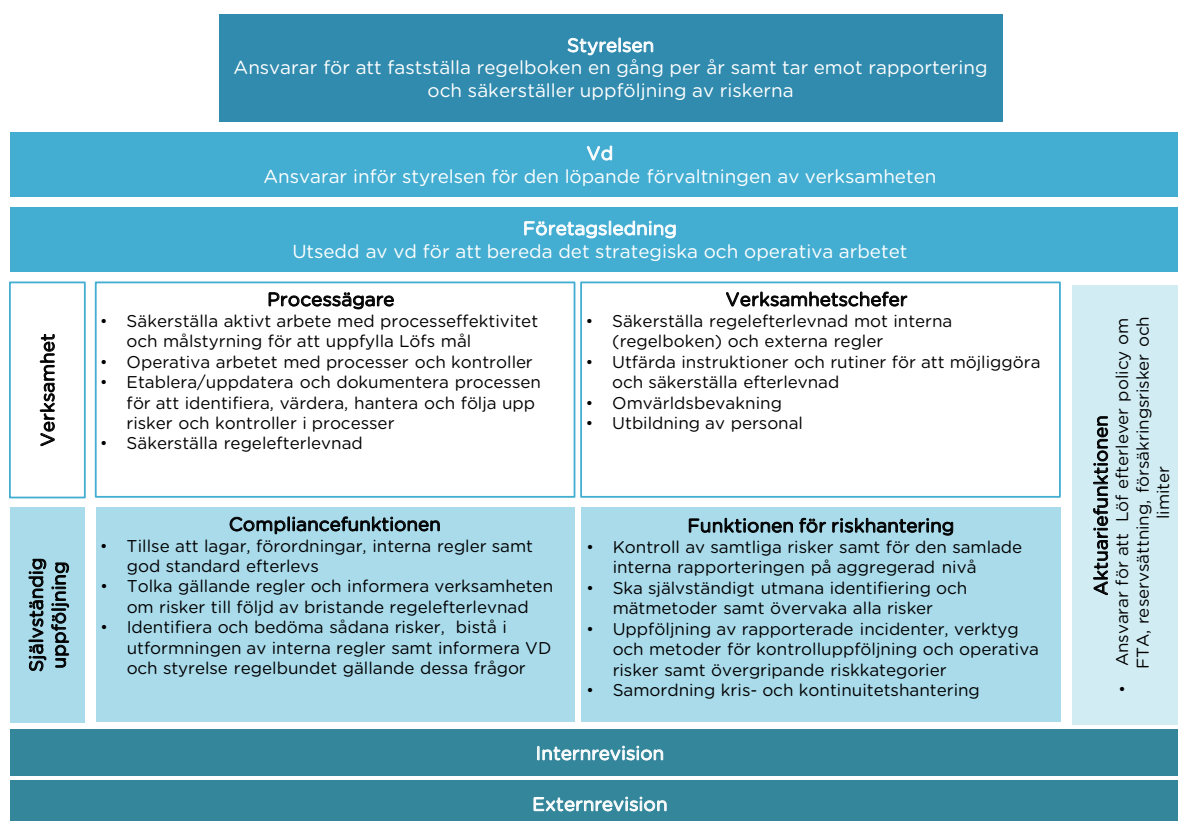 Styrelsen
Ansvarar för att fastställa regelboken en gång per år samt tar emot rapportering
och säkerställer uppföljning av riskerna
Vd
Ansvarar inför styrelsen för den löpande förvaltningen av verksamheten
Företagsledning
Utsedd av vd för att bereda det strategiska och operativa arbetet
Verksamhet
Processägare
• Säkerställa aktivt arbete med processeffektivitet
och målstyrning för att uppfylla Löfs mål
• Operativa arbetet med processer och kontroller
• Etablera/uppdatera och dokumentera processen
för att identifiera, värdera, hantera och följa upp
risker och kontroller i processer
• Säkerställa regelefterlevnad
Verksamhetschefer
• Säkerställa regelefterlevnad mot interna
(regelboken) och externa regler
• Utfärda instruktioner och rutiner för att möjliggöra
och säkerställa efterlevnad
• Omvärldsbevakning
• Utbildning av personal
Självständig
uppföljning
Compliancefunktionen
• Tillse att lagar, förordningar, interna regler samt
god standard efterlevs
• Tolka gällande regler och informera verksamheten
om risker till följd av bristande regelefterlevnad
• Identifiera och bedöma sådana risker, bistå i
utformningen av interna regler samt informera VD
och styrelse regelbundet gällande dessa frågor
Funktionen för riskhantering
• Kontroll av samtliga risker samt för den samlade
interna rapporteringen på aggregerad nivå
• Ska självständigt utmana identifiering och
mätmetoder samt övervaka alla risker
• Uppföljning av rapporterade incidenter, verktyg
och metoder för kontrolluppföljning och operativa
risker samt övergripande riskkategorier
• Samordning kris- och kontinuitetshantering
Aktuariefunktionen
• Ansvarar för att Löf efterlever policy om
FTA, reservsättning, försäkringsrisker och
limiter
Internrevision
Externrevision